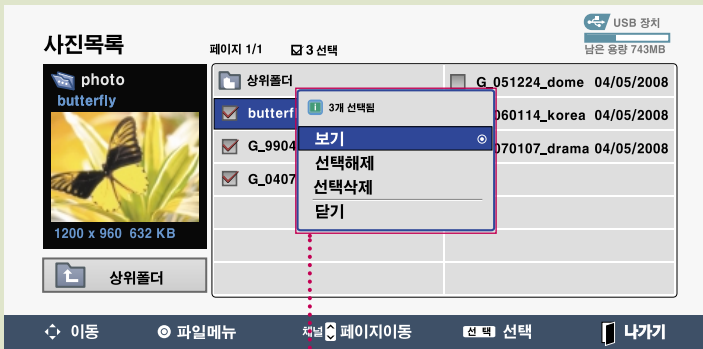 USB 장치
남은 용량 743MB
사진목록
페이지 1/1
3 선택
photo
butterfly
1200 x 960 632 KB
상위폴더
상위폴더
G_051224_dome 04/05/2008
butterf
060114_korea 04/05/2008
G_9904
070107_drama 04/05/2008
G_0407
3개 선택됨
보기
선택해제
선택삭제
닫기
이동
파일메뉴
채널 페이지이동
선택 선택
나가기